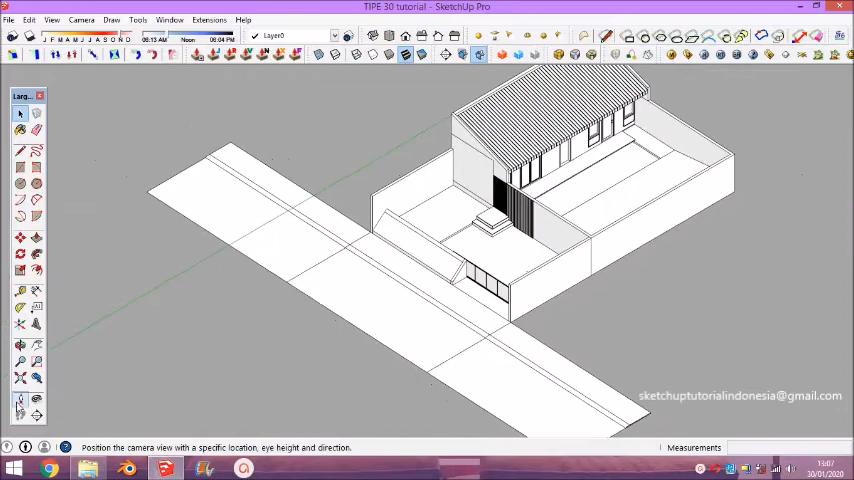 TIPE 30 tutorial - SketchUp Pro
File Edit View Camera Draw Tools Window Extensions Help
J F M A M J J A S O N D 06:13 AM Noon 06:04 PM Layer0
Larg...
sketchuptutorialindonesia@gmail.com
Position the camera view with a specific location, eye height and direction. Measurements
13:07
30/01/2020